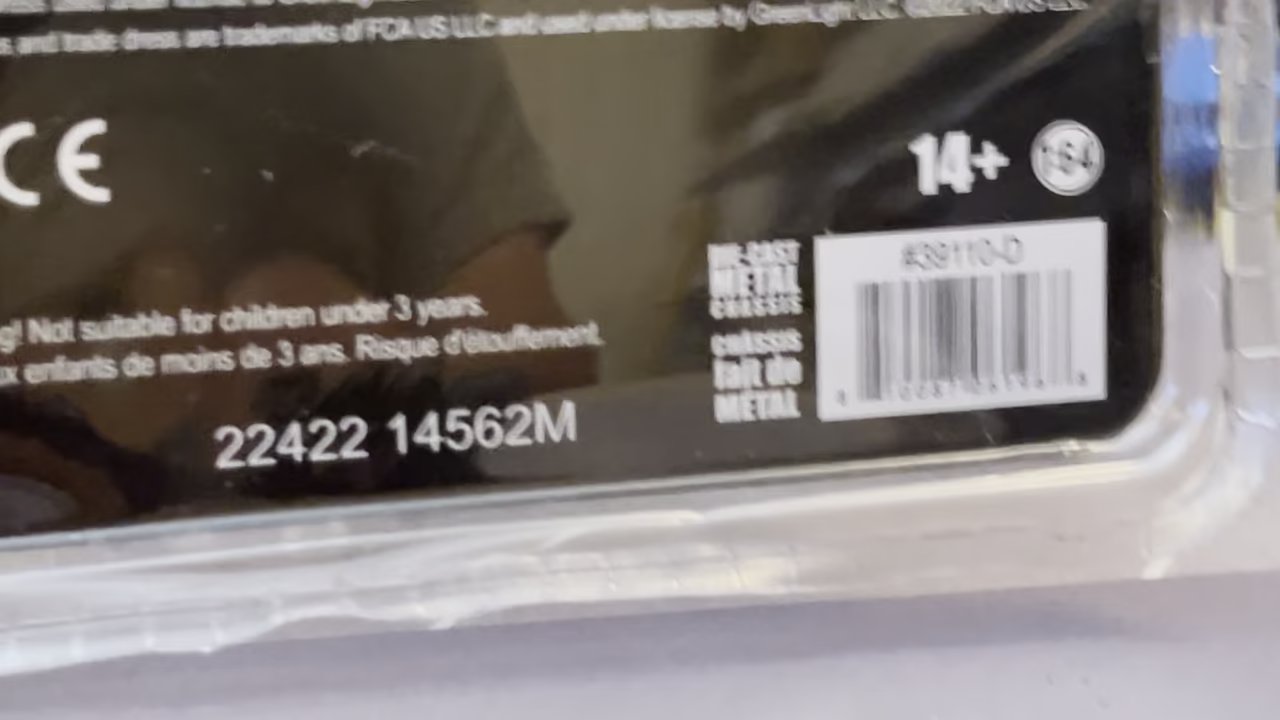 s and trade dress are trademarks of FCA US LLC and used under license by GreenLight LLC.
CE
14+
1:64
#39110-D
DIE-CAST
METAL
CHASSIS
châssis
fait de
METAL
g! Not suitable for children under 3 years.
x enfants de moins de 3 ans. Risque d'étouffement.
22422 14562M